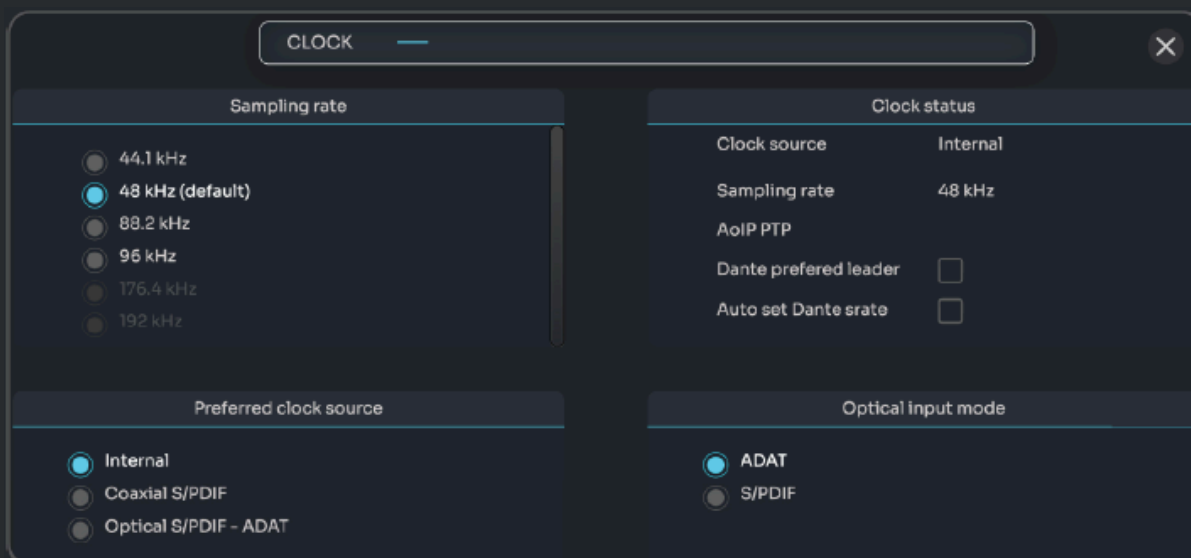 CLOCK
Sampling rate
44.1 kHz
48 kHz (default)
88.2 kHz
96 kHz
176.4 kHz
192 kHz
Clock status
Clock source Internal
Sampling rate 48 kHz
AoIP PTP
Dante prefered leader
Auto set Dante srate
Preferred clock source
Internal
Coaxial S/PDIF
Optical S/PDIF - ADAT
Optical input mode
ADAT
S/PDIF